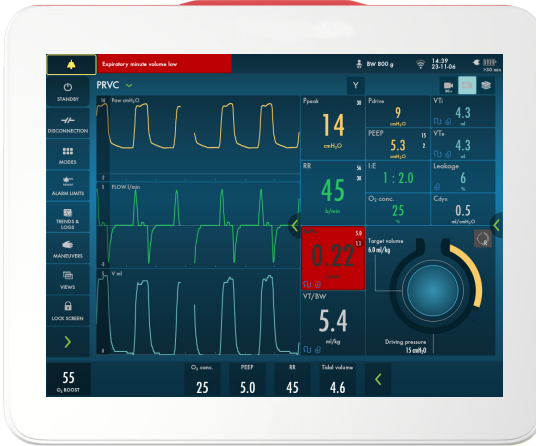 Expiratory minute volume low
BW 800 g
14:39
23-11-06
>30 min
STANDBY
DISCONNECTION
MODES
ALARM LIMITS
TRENDS &
LOGS
MANEUVERS
VIEWS
LOCK SCREEN
PRVC
Y
16 Paw cmH2O
0
FLOW l/min
5 V ml
0
Ppeak 30
14
cmH2O
RR 56
30
45
b/min
5.0
1.1
0.22
VT/BW
5.4
ml/kg
Pdrive
9
cmH2O
VTi
4.3
ml
PEEP 15
2
5.3
cmH2O
VTe
4.3
ml
I:E
1 : 2.0
Leakage
6
%
O2 conc.
25
%
Cdyn
0.5
ml/cmH2O
R
Target volume
6.0 ml/kg
Driving pressure
15 cmH2O
55
O2 BOOST
O2 conc.
25
PEEP
5.0
RR
45
Tidal volume
4.6